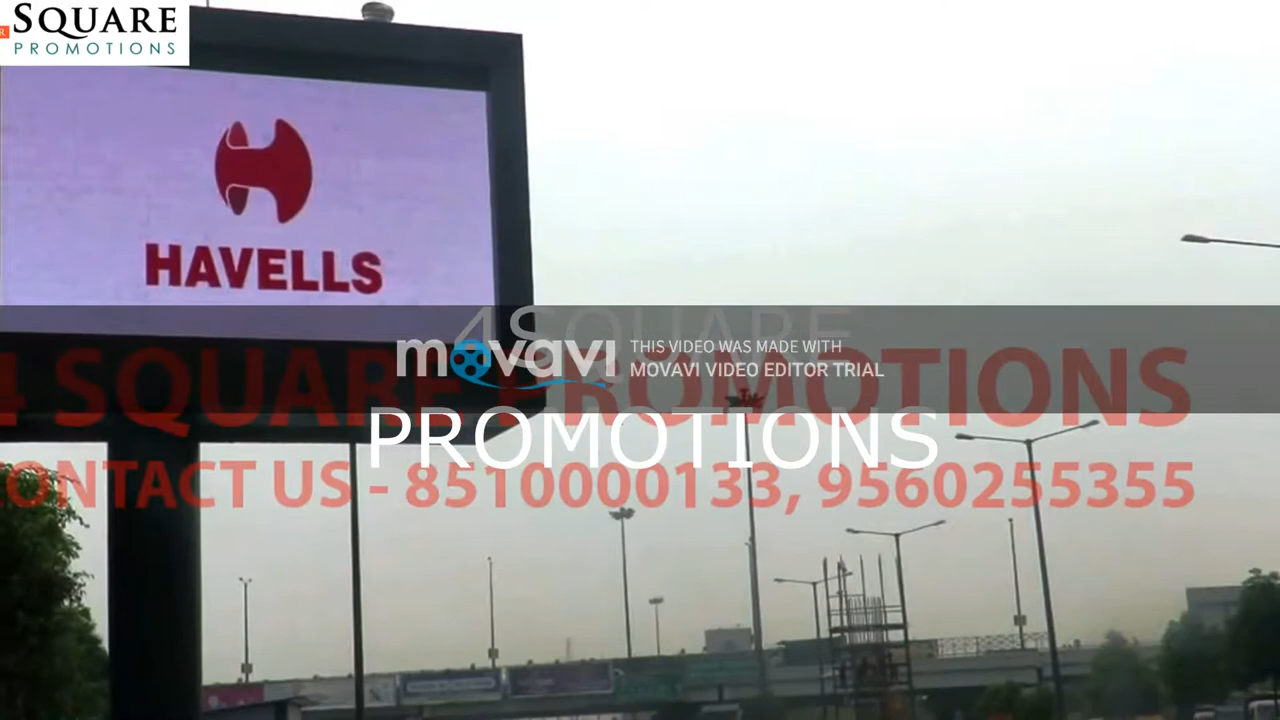 R SQUARE
PROMOTIONS
HAVELLS
4SQUARE
movavi
THIS VIDEO WAS MADE WITH
MOVAVI VIDEO EDITOR TRIAL
4 SQUARE PROMOTIONS
PROMOTIONS
ONTACT US - 8510000133, 9560255355